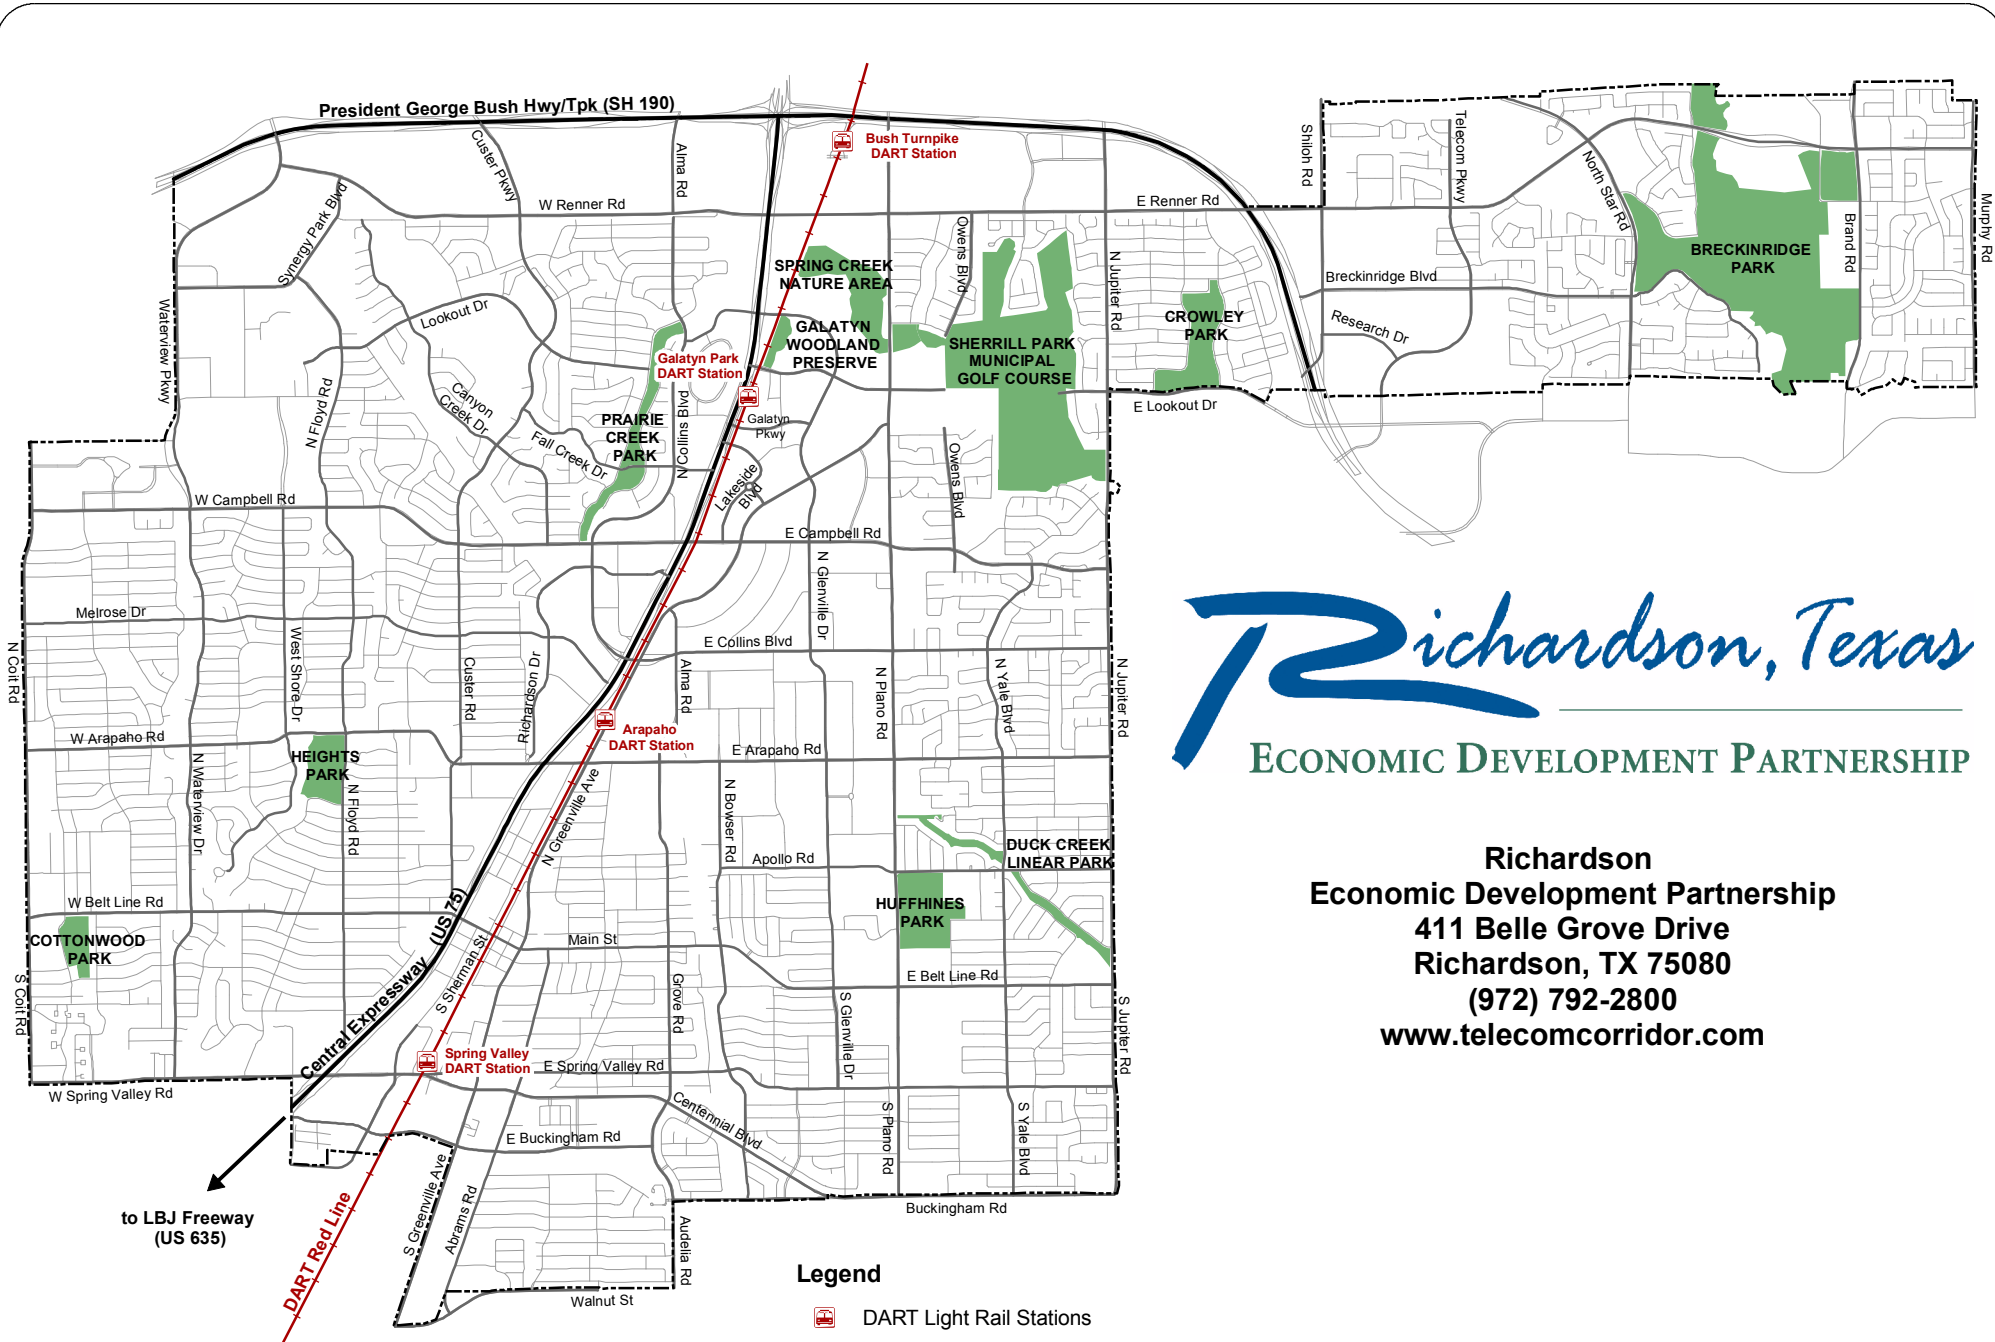 President George Bush Hwy/Tpk (SH 190)
Bush Turnpike
DART Station
Custer Pkwy
Alma Rd
Shiloh Rd
Telecom Pkwy
North Star Rd
Murphy Rd
Brand Rd
W Renner Rd
E Renner Rd
Synergy Park Blvd
Owens Blvd
N Jupiter Rd
BRECKINRIDGE
PARK
SPRING CREEK
NATURE AREA
Breckinridge Blvd
Waterview Pkwy
Lookout Dr
CROWLEY
PARK
Research Dr
GALATYN
WOODLAND
PRESERVE
SHERRILL PARK
MUNICIPAL
GOLF COURSE
Galatyn Park
DART Station
N Floyd Rd
Canyon
Creek Dr
N Collins Blvd
E Lookout Dr
Galatyn
Pkwy
PRAIRIE
CREEK
PARK
Fall Creek Dr
Lakeside
Blvd
Owens Blvd
W Campbell Rd
E Campbell Rd
N Glenville Dr
Melrose Dr
West Shore Dr
E Collins Blvd
N Coit Rd
Custer Rd
Richardson Dr
Alma Rd
N Plano Rd
N Yale Blvd
N Jupiter Rd
Richardson, Texas
ECONOMIC DEVELOPMENT PARTNERSHIP
W Arapaho Rd
Arapaho
DART Station
E Arapaho Rd
HEIGHTS
PARK
N Waterview Dr
N Floyd Rd
N Greenville Ave
N Bowser Rd
Apollo Rd
DUCK CREEK
LINEAR PARK
Richardson
Economic Development Partnership
411 Belle Grove Drive
Richardson, TX 75080
(972) 792-2800
www.telecomcorridor.com
W Belt Line Rd
HUFFHINES
PARK
COTTONWOOD
PARK
Central Expressway (US 75)
S Sherman St
Main St
E Belt Line Rd
S Coit Rd
Grove Rd
S Glenville Dr
S Jupiter Rd
Spring Valley
DART Station
E Spring Valley Rd
W Spring Valley Rd
Centennial Blvd
S Plano Rd
S Yale Blvd
E Buckingham Rd
S Greenville Ave
Abrams Rd
Buckingham Rd
to LBJ Freeway
(US 635)
DART Red Line
Audelia Rd
Walnut St
Legend
DART Light Rail Stations